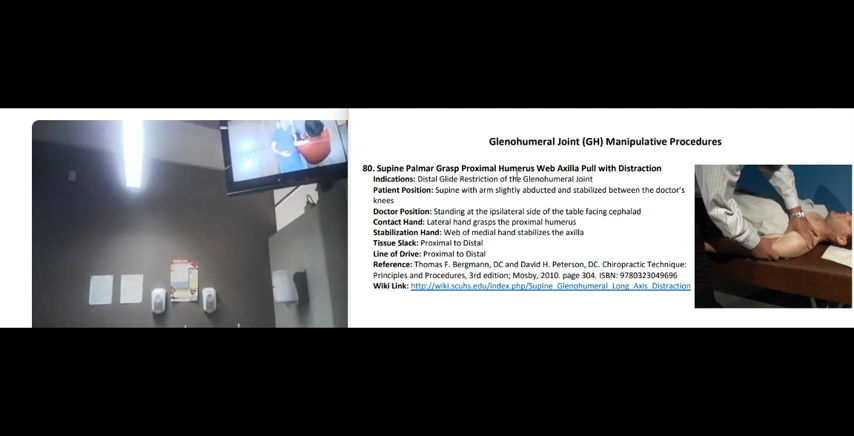 Glenohumeral Joint (GH) Manipulative Procedures
80. Supine Palmar Grasp Proximal Humerus Web Axilla Pull with Distraction
Indications: Distal Glide Restriction of the Glenohumeral Joint
Patient Position: Supine with arm slightly abducted and stabilized between the doctor's
knees
Doctor Position: Standing at the ipsilateral side of the table facing cephalad
Contact Hand: Lateral hand grasps the proximal humerus
Stabilization Hand: Web of medial hand stabilizes the axilla
Tissue Slack: Proximal to Distal
Line of Drive: Proximal to Distal
Reference: Thomas F. Bergmann, DC and David H. Peterson, DC. Chiropractic Technique:
Principles and Procedures, 3rd edition; Mosby, 2010. page 304. ISBN: 9780323049696
Wiki Link: http://wiki.scuhs.edu/index.php/Supine_Glenohumeral_Long_Axis_Distraction